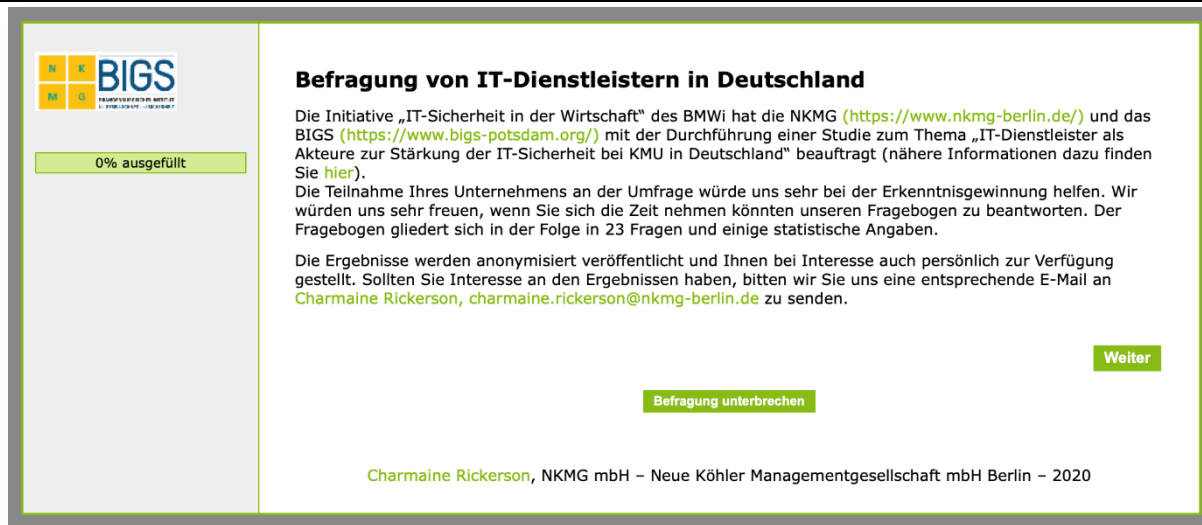 N K
M G
BIGS
0% ausgefüllt
Befragung von IT-Dienstleistern in Deutschland
Die Initiative „IT-Sicherheit in der Wirtschaft“ des BMWi hat die NKMG (https://www.nkmg-berlin.de/) und das
BIGS (https://www.bigs-potsdam.org/) mit der Durchführung einer Studie zum Thema „IT-Dienstleister als
Akteure zur Stärkung der IT-Sicherheit bei KMU in Deutschland“ beauftragt (nähere Informationen dazu finden
Sie hier).
Die Teilnahme Ihres Unternehmens an der Umfrage würde uns sehr bei der Erkenntnisgewinnung helfen. Wir
würden uns sehr freuen, wenn Sie sich die Zeit nehmen könnten unseren Fragebogen zu beantworten. Der
Fragebogen gliedert sich in der Folge in 23 Fragen und einige statistische Angaben.
Die Ergebnisse werden anonymisiert veröffentlicht und Ihnen bei Interesse auch persönlich zur Verfügung
gestellt. Sollten Sie Interesse an den Ergebnissen haben, bitten wir Sie uns eine entsprechende E-Mail an
Charmaine Rickerson, charmaine.rickerson@nkmg-berlin.de zu senden.
Weiter
Befragung unterbrechen
Charmaine Rickerson, NKMG mbH – Neue Köhler Managementgesellschaft mbH Berlin – 2020